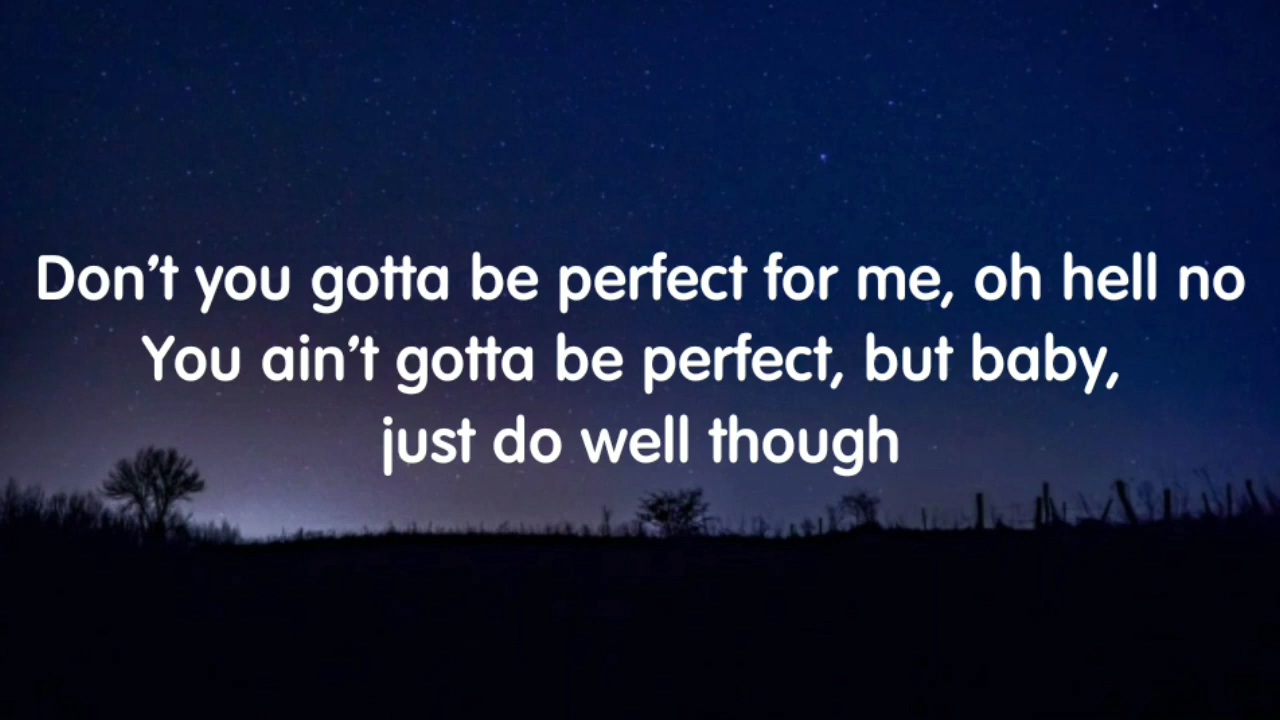 Don't you gotta be perfect for me, oh hell no
You ain't gotta be perfect, but baby,
just do well though